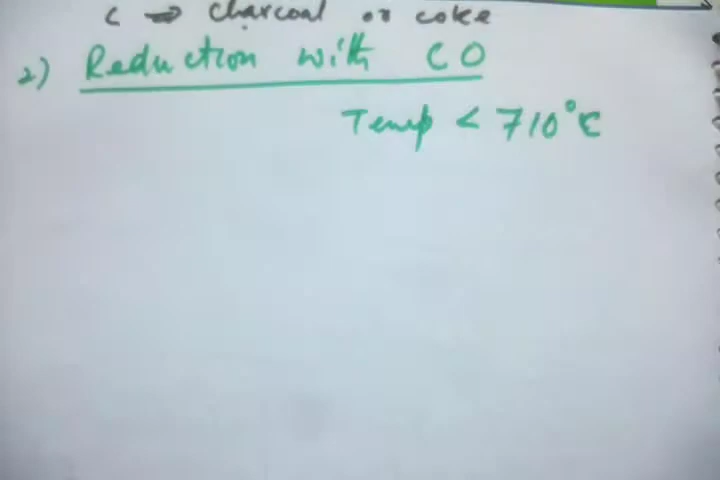 C ⇒ charcoal or coke
2) Reduction with CO
Temp < 710°C